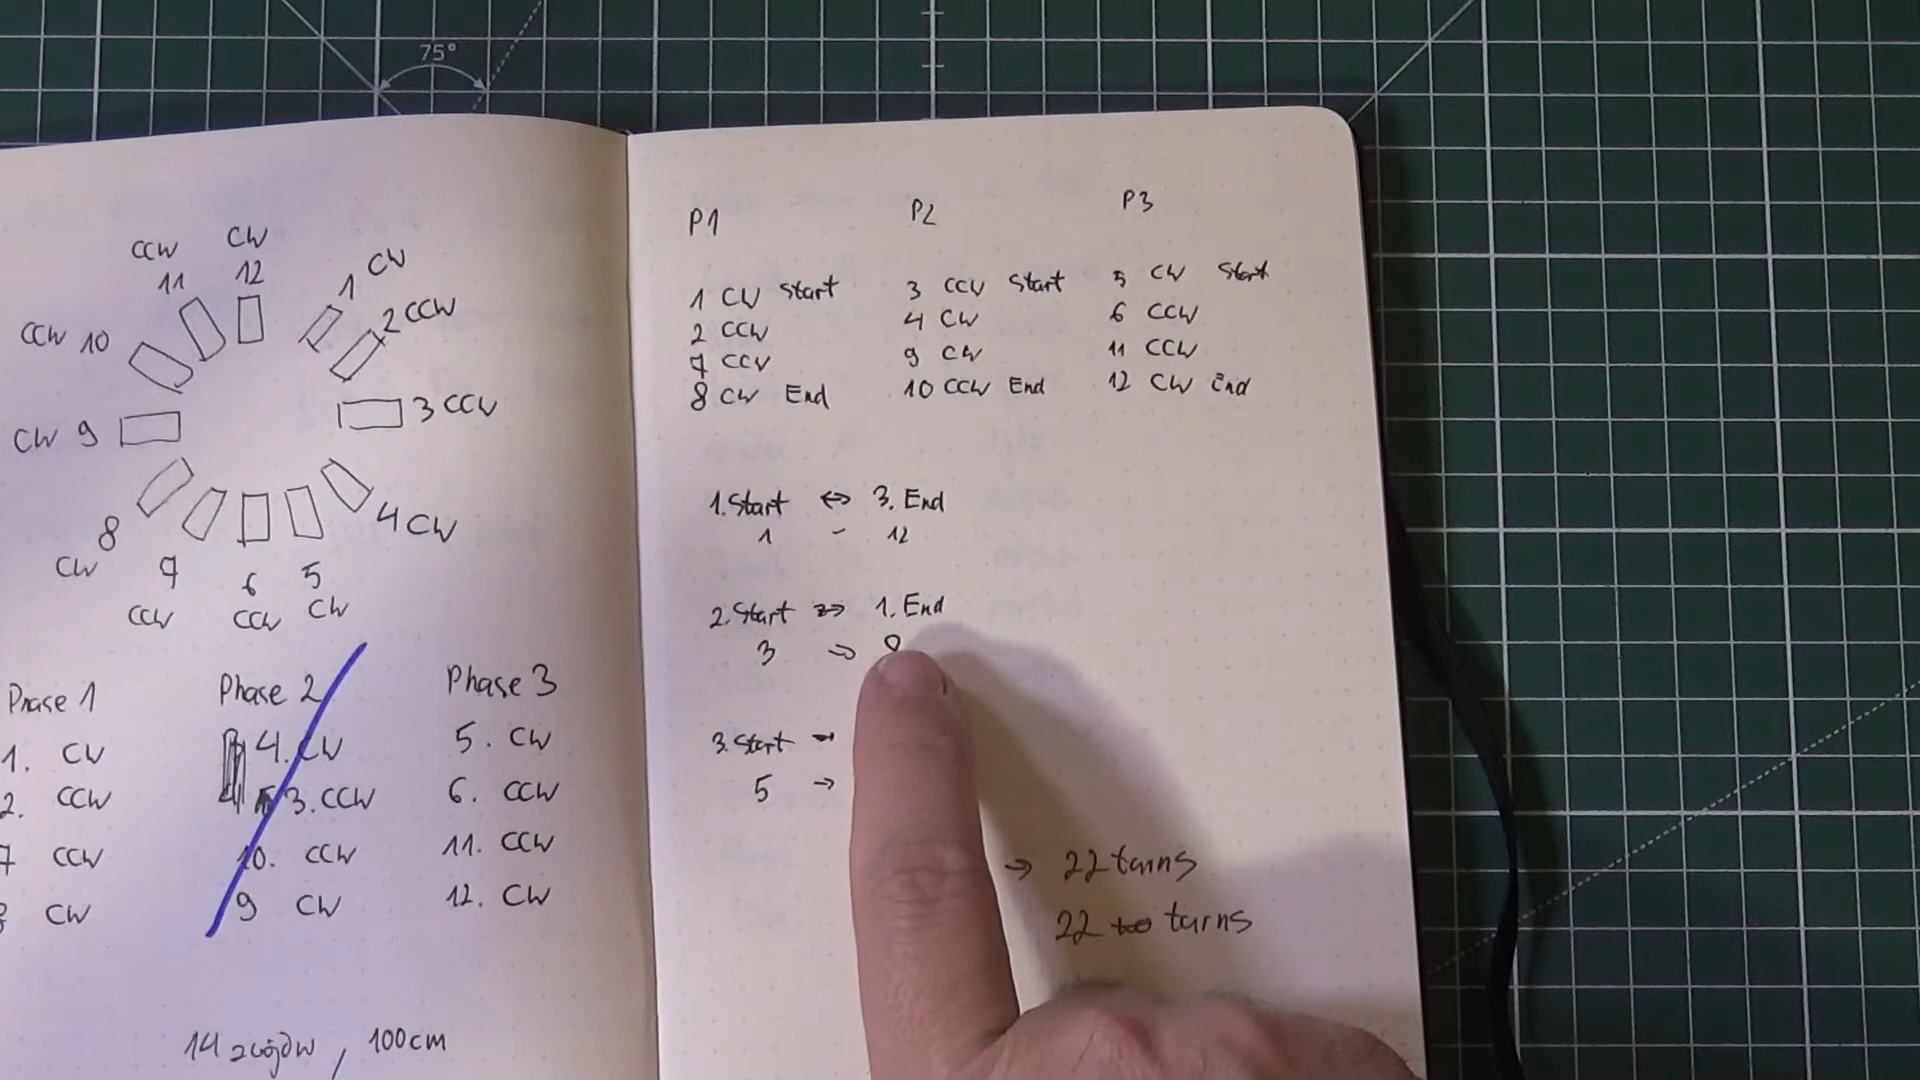 75°
CCW CW
11 12
1 CW
2 CCW
CCW 10
3 CCW
CW 9
4 CW
8
CW
7 6 5
CCW CCW CW
Phase 1 Phase 2 Phase 3
1. CW 4. CW 5. CW
2. CCW 3. CCW 6. CCW
7 CCW 10. CCW 11. CCW
CW 9 CW 12. CW
14 zwojów, 100cm
P1 P2 P3
1 CW Start 3 CCW Start 5 CW Start
2 CCW 4 CW 6 CCW
7 CCW 9 CW 11 CCW
8 CW End 10 CCW End 12 CW End
1. Start ↔ 3. End
1 - 12
2. Start ↔ 1. End
3 → 8
3. Start →
5 →
→ 22 turns
22 turns